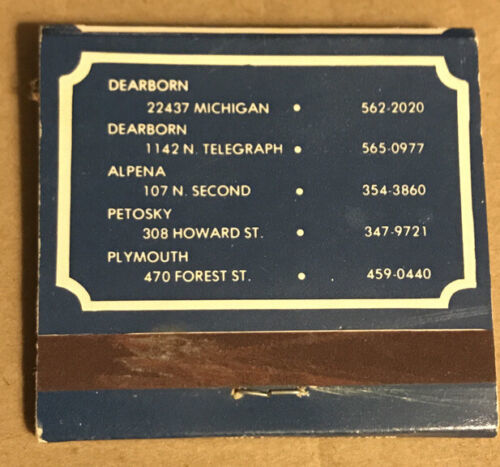 DEARBORN
22437 MICHIGAN • 562-2020
DEARBORN
1142 N. TELEGRAPH • 565-0977
ALPENA
107 N. SECOND • 354-3860
PETOSKY
308 HOWARD ST. • 347-9721
PLYMOUTH
470 FOREST ST. • 459-0440